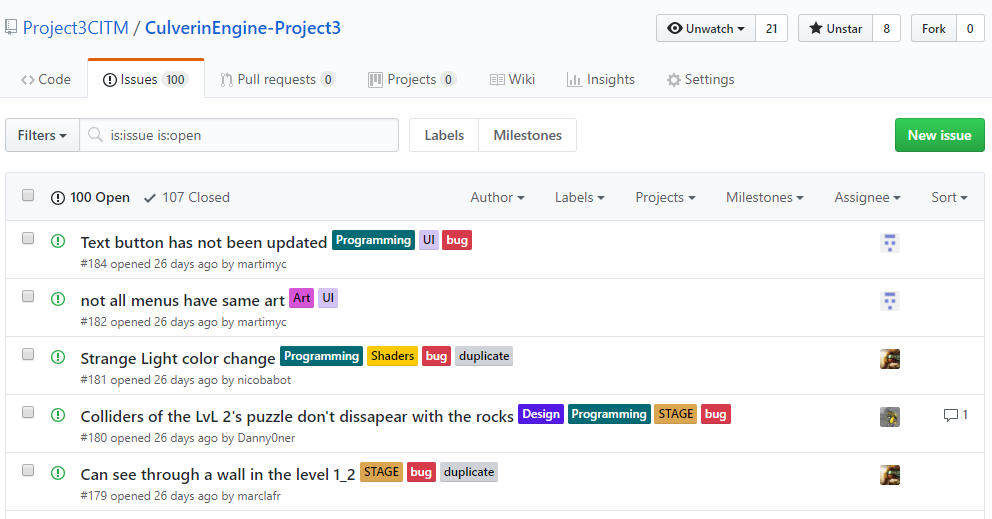 Project3CITM / CulverinEngine-Project3
Unwatch 21 Unstar 8 Fork 0
Code Issues 100 Pull requests 0 Projects 0 Wiki Insights Settings
Filters is:issue is:open Labels Milestones New issue
100 Open 107 Closed Author Labels Projects Milestones Assignee Sort
Text button has not been updated Programming UI bug
#184 opened 26 days ago by martimyc
not all menus have same art Art UI
#182 opened 26 days ago by martimyc
Strange Light color change Programming Shaders bug duplicate
#181 opened 26 days ago by nicobabot
Colliders of the LvL 2's puzzle don't dissapear with the rocks Design Programming STAGE bug 1
#180 opened 26 days ago by Danny0ner
Can see through a wall in the level 1_2 STAGE bug duplicate
#179 opened 26 days ago by marclafr